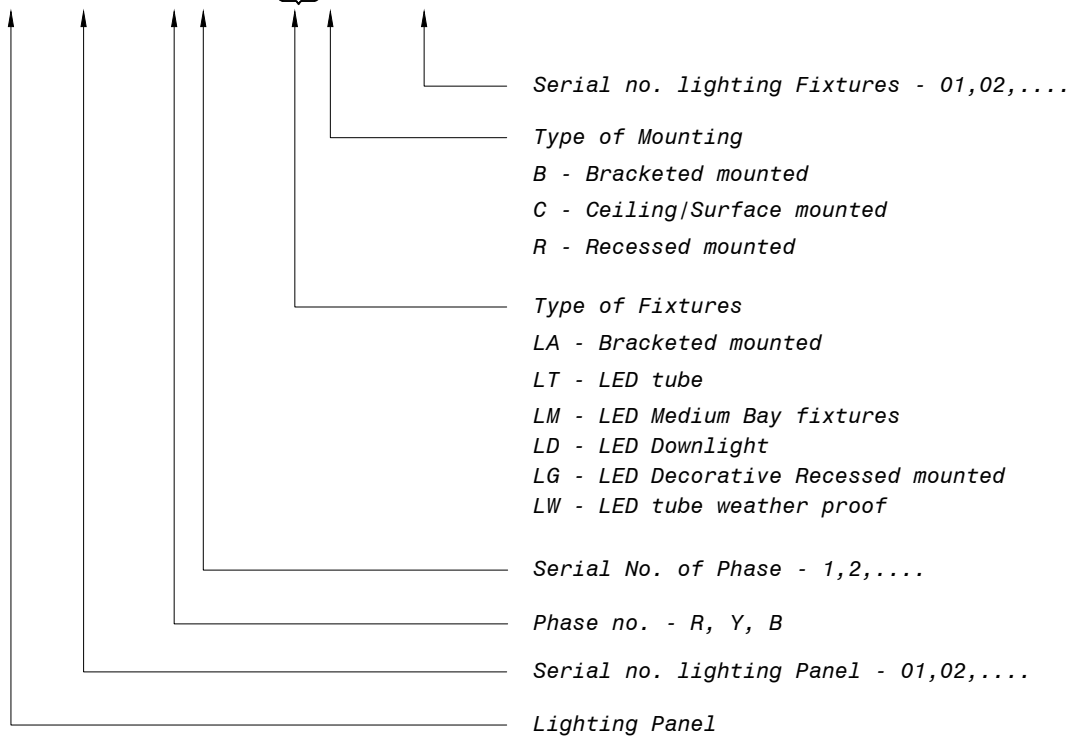 Serial no. lighting Fixtures - 01,02,....
Type of Mounting
B - Bracketed mounted
C - Ceiling/Surface mounted
R - Recessed mounted
Type of Fixtures
LA - Bracketed mounted
LT - LED tube
LM - LED Medium Bay fixtures
LD - LED Downlight
LG - LED Decorative Recessed mounted
LW - LED tube weather proof
Serial No. of Phase - 1,2,....
Phase no. - R, Y, B
Serial no. lighting Panel - 01,02,....
Lighting Panel